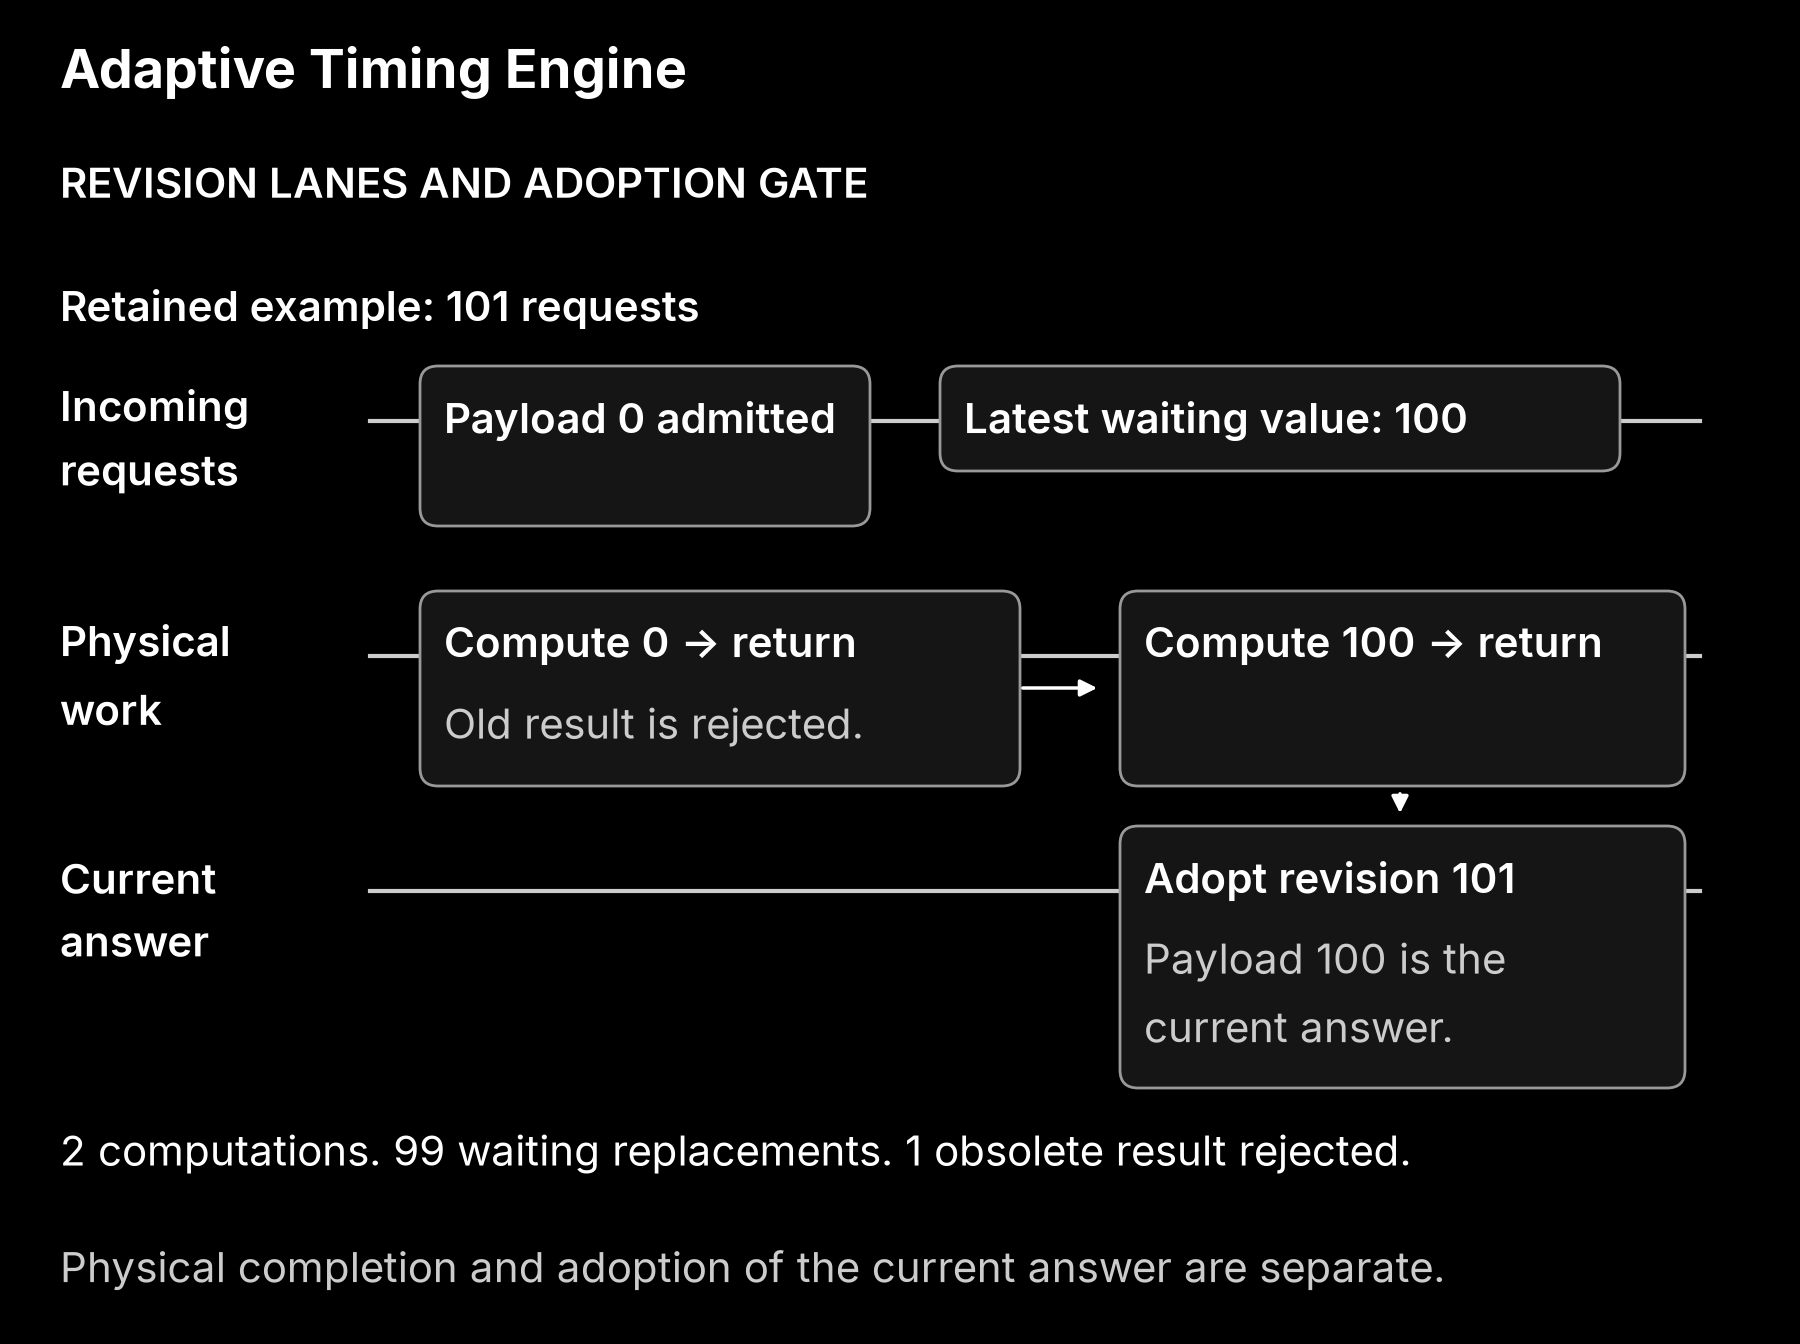 Adaptive Timing Engine
REVISION LANES AND ADOPTION GATE
Retained example: 101 requests
Incoming
requests
Payload 0 admitted
Latest waiting value: 100
Physical
work
Compute 0 → return
Old result is rejected.
Compute 100 → return
Current
answer
Adopt revision 101
Payload 100 is the
current answer.
2 computations. 99 waiting replacements. 1 obsolete result rejected.
Physical completion and adoption of the current answer are separate.